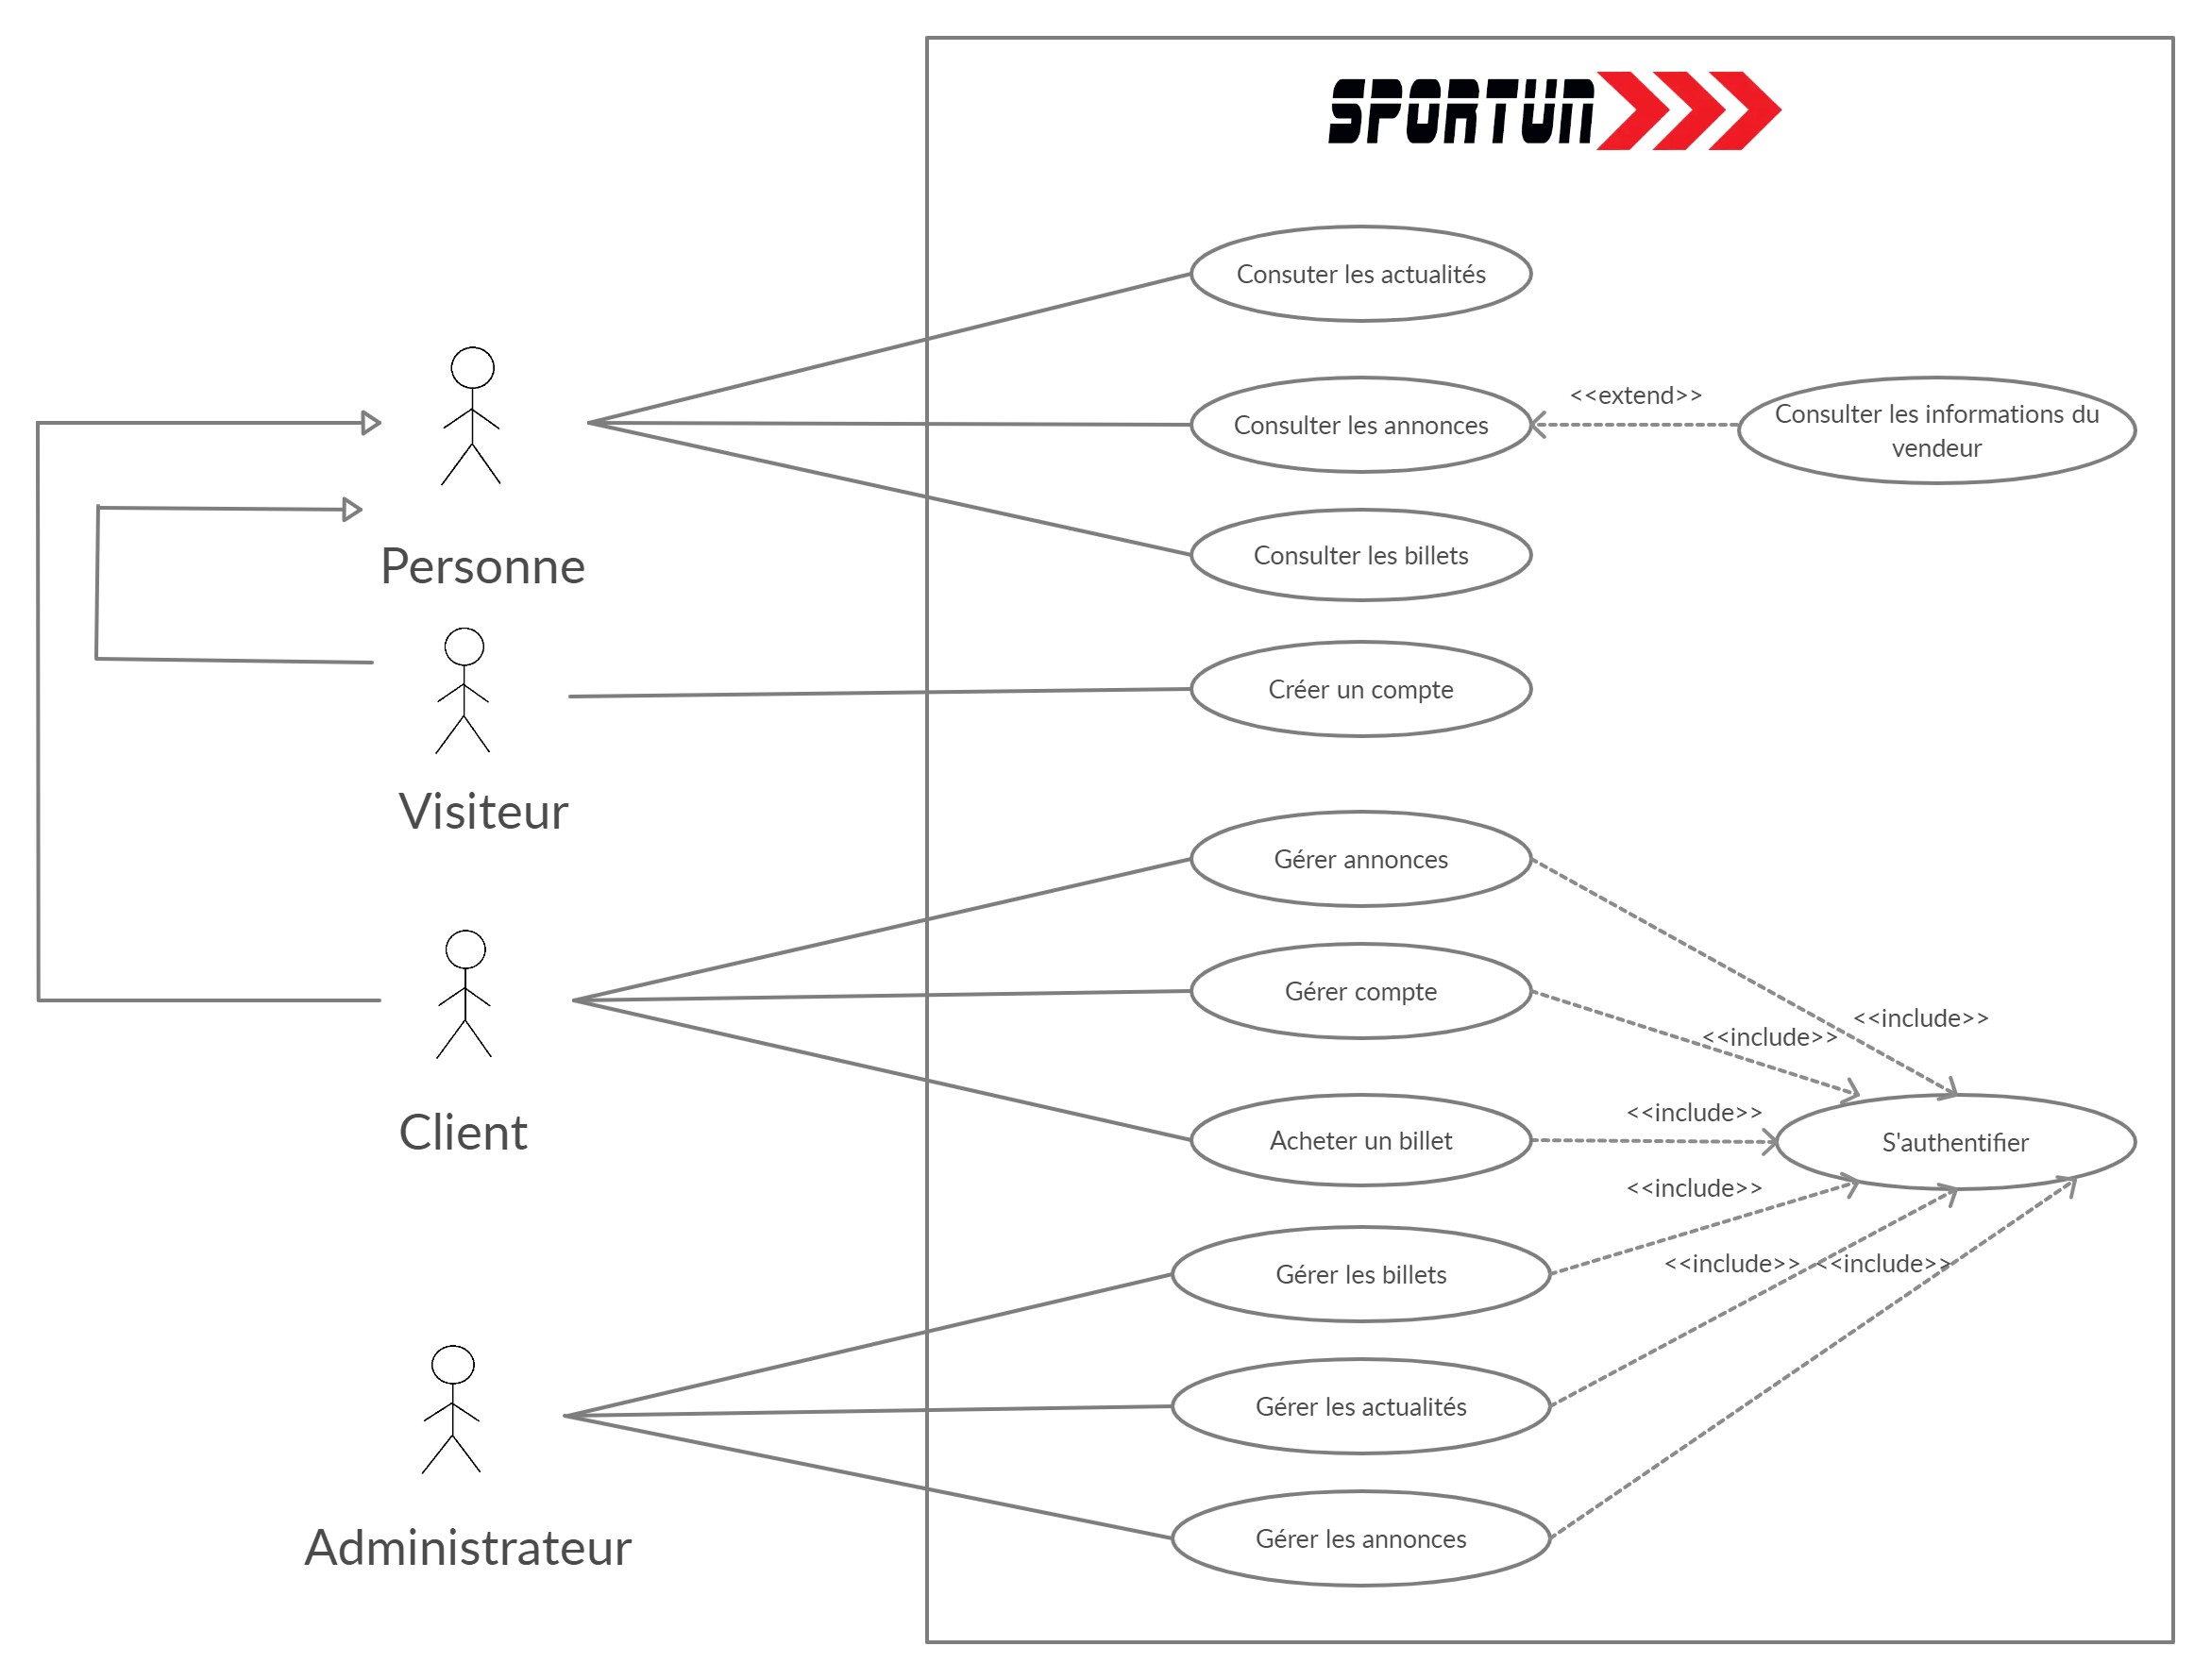 SPORTUN
Consuter les actualités
<<extend>>
Consulter les annonces
Consulter les informations du
vendeur
Consulter les billets
Personne
Créer un compte
Visiteur
Gérer annonces
Gérer compte
<<include>>
<<include>>
<<include>>
Client
Acheter un billet
S'authentifier
<<include>>
Gérer les billets
<<include>>
<<include>>
Gérer les actualités
Administrateur
Gérer les annonces